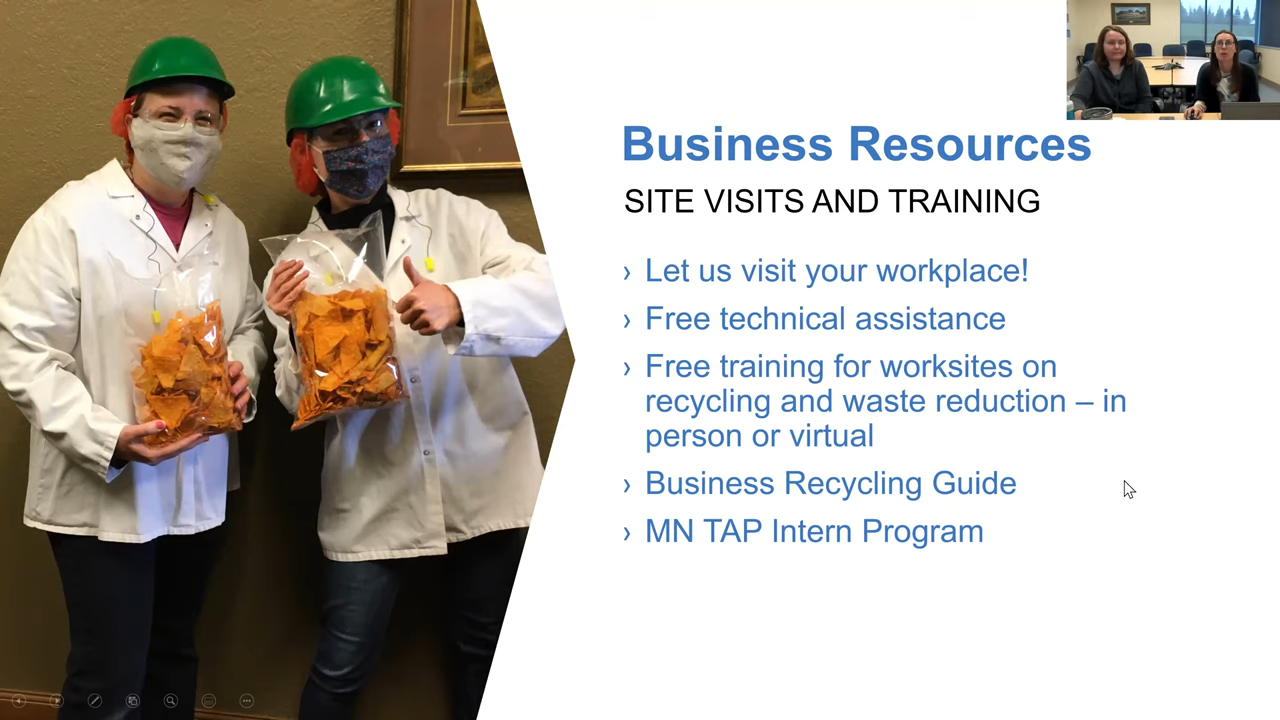 Business Resources
SITE VISITS AND TRAINING
› Let us visit your workplace!
› Free technical assistance
› Free training for worksites on
recycling and waste reduction – in
person or virtual
› Business Recycling Guide
› MN TAP Intern Program